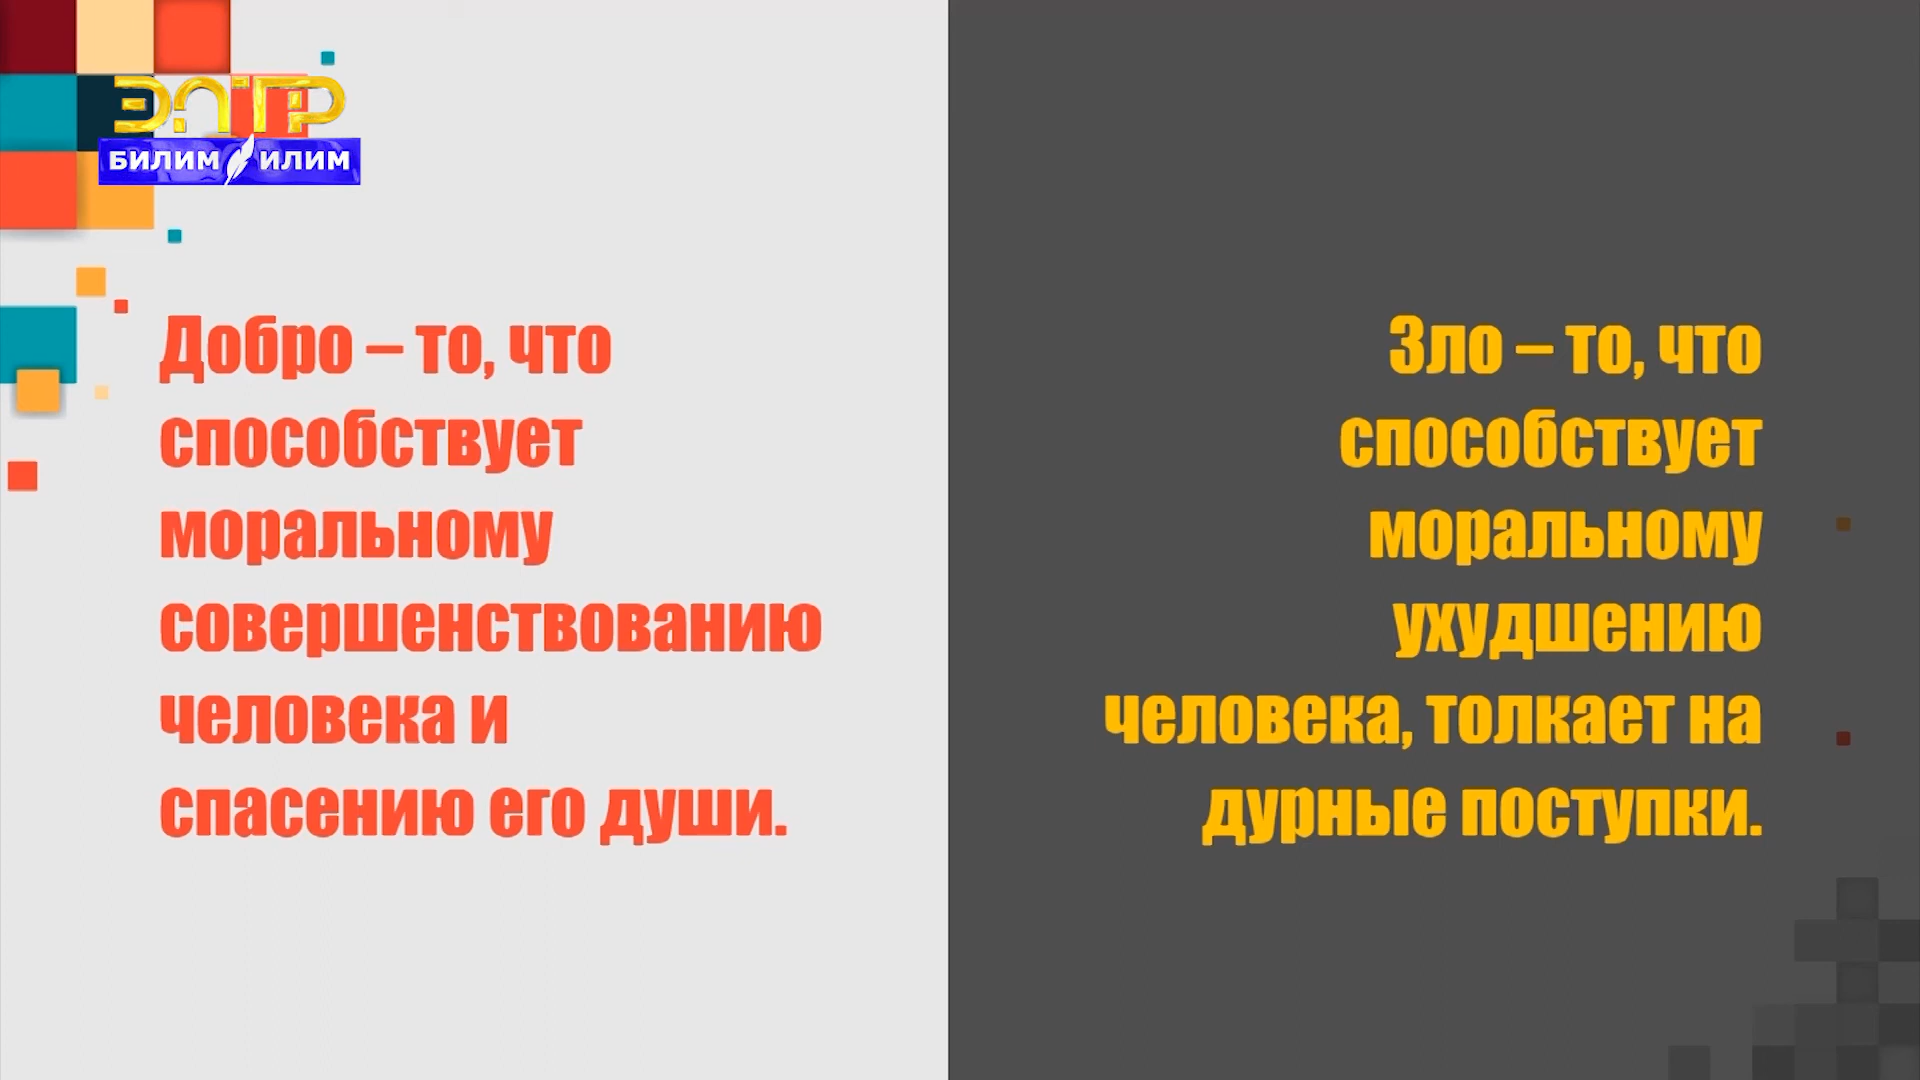 ЭЛТР
БИЛИМ ИЛИМ
Добро – то, что
способствует
моральному
совершенствованию
человека и
спасению его души.
Зло – то, что
способствует
моральному
ухудшению
человека, толкает на
дурные поступки.